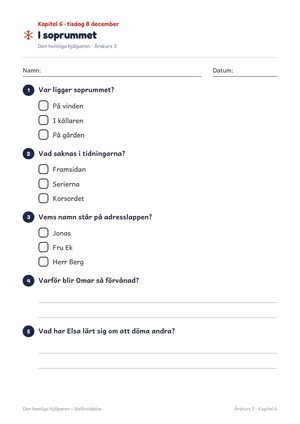 Kapitel 6 · tisdag 8 december
I soprummet
Den hemliga hjälparen · Årskurs 3
Namn:
Datum:
1 Var ligger soprummet?
På vinden
I källaren
På gården
2 Vad saknas i tidningarna?
Framsidan
Serierna
Korsordet
3 Vems namn står på adresslappen?
Jonas
Fru Ek
Herr Berg
4 Varför blir Omar så förvånad?
5 Vad har Elsa lärt sig om att döma andra?
Den hemliga hjälparen – läsförståelse
Årskurs 3 · Kapitel 6